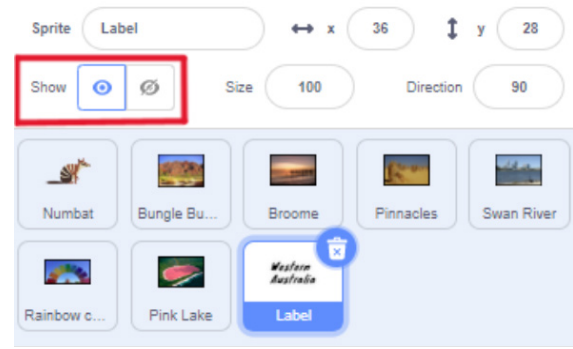 Sprite Label x 36 y 28
Show Size 100 Direction 90
Numbat Bungle Bu... Broome Pinnacles Swan River
Western
Australia
Rainbow c... Pink Lake Label